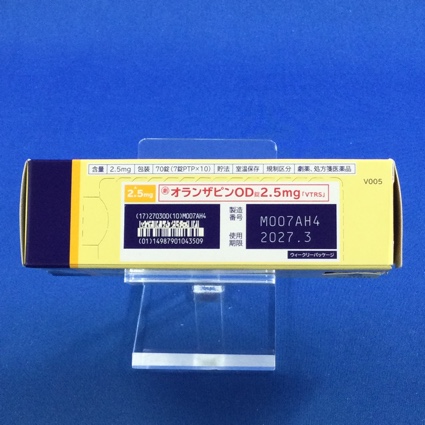 含量 2.5mg 包装 70錠(7錠PTP×10) 貯法 室温保存 規制区分 劇薬、処方箋医薬品
V005
2.5mg
オランザピンOD錠2.5mg「VTRS」
(17)270300(10)M007AH4
(01)14987901043509
製造番号 M007AH4
使用期限 2027.3
ウィークリーパッケージ